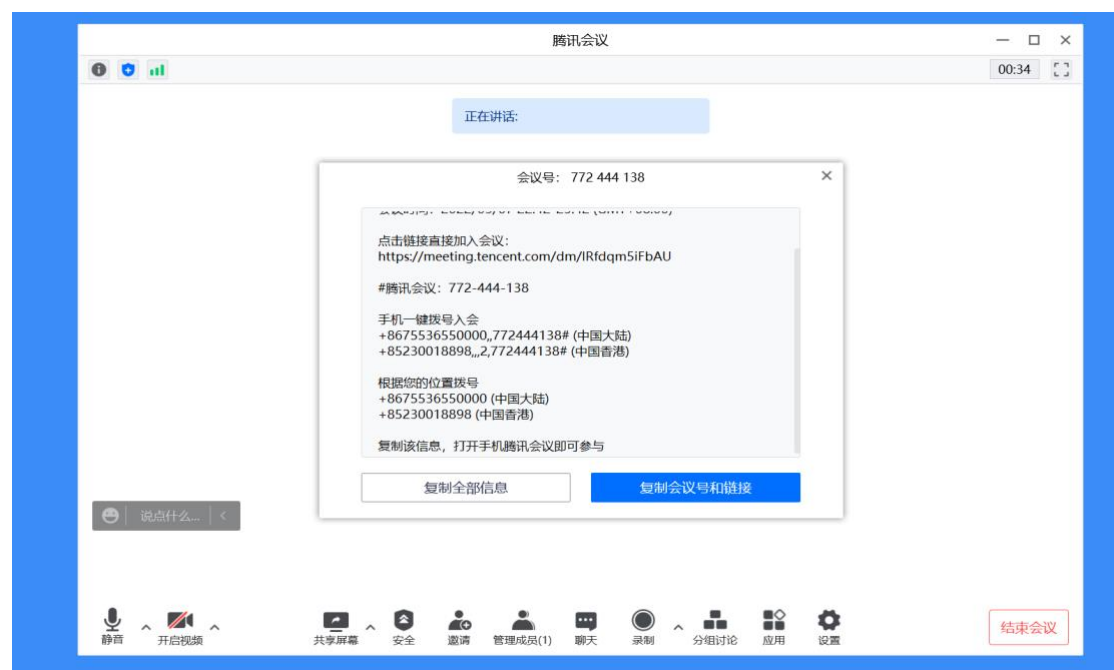 腾讯会议
00:34
正在讲话:
会议号: 772 444 138
点击链接直接加入会议:
https://meeting.tencent.com/dm/lRfdqm5iFbAU
#腾讯会议: 772-444-138
手机一键拨号入会
+8675536550000,,772444138# (中国大陆)
+85230018898,,,2,772444138# (中国香港)
根据您的位置拨号
+8675536550000 (中国大陆)
+85230018898 (中国香港)
复制该信息，打开手机腾讯会议即可参与
复制全部信息
复制会议号和链接
说点什么...
静音
开启视频
共享屏幕
安全
邀请
管理成员(1)
聊天
录制
分组讨论
应用
设置
结束会议